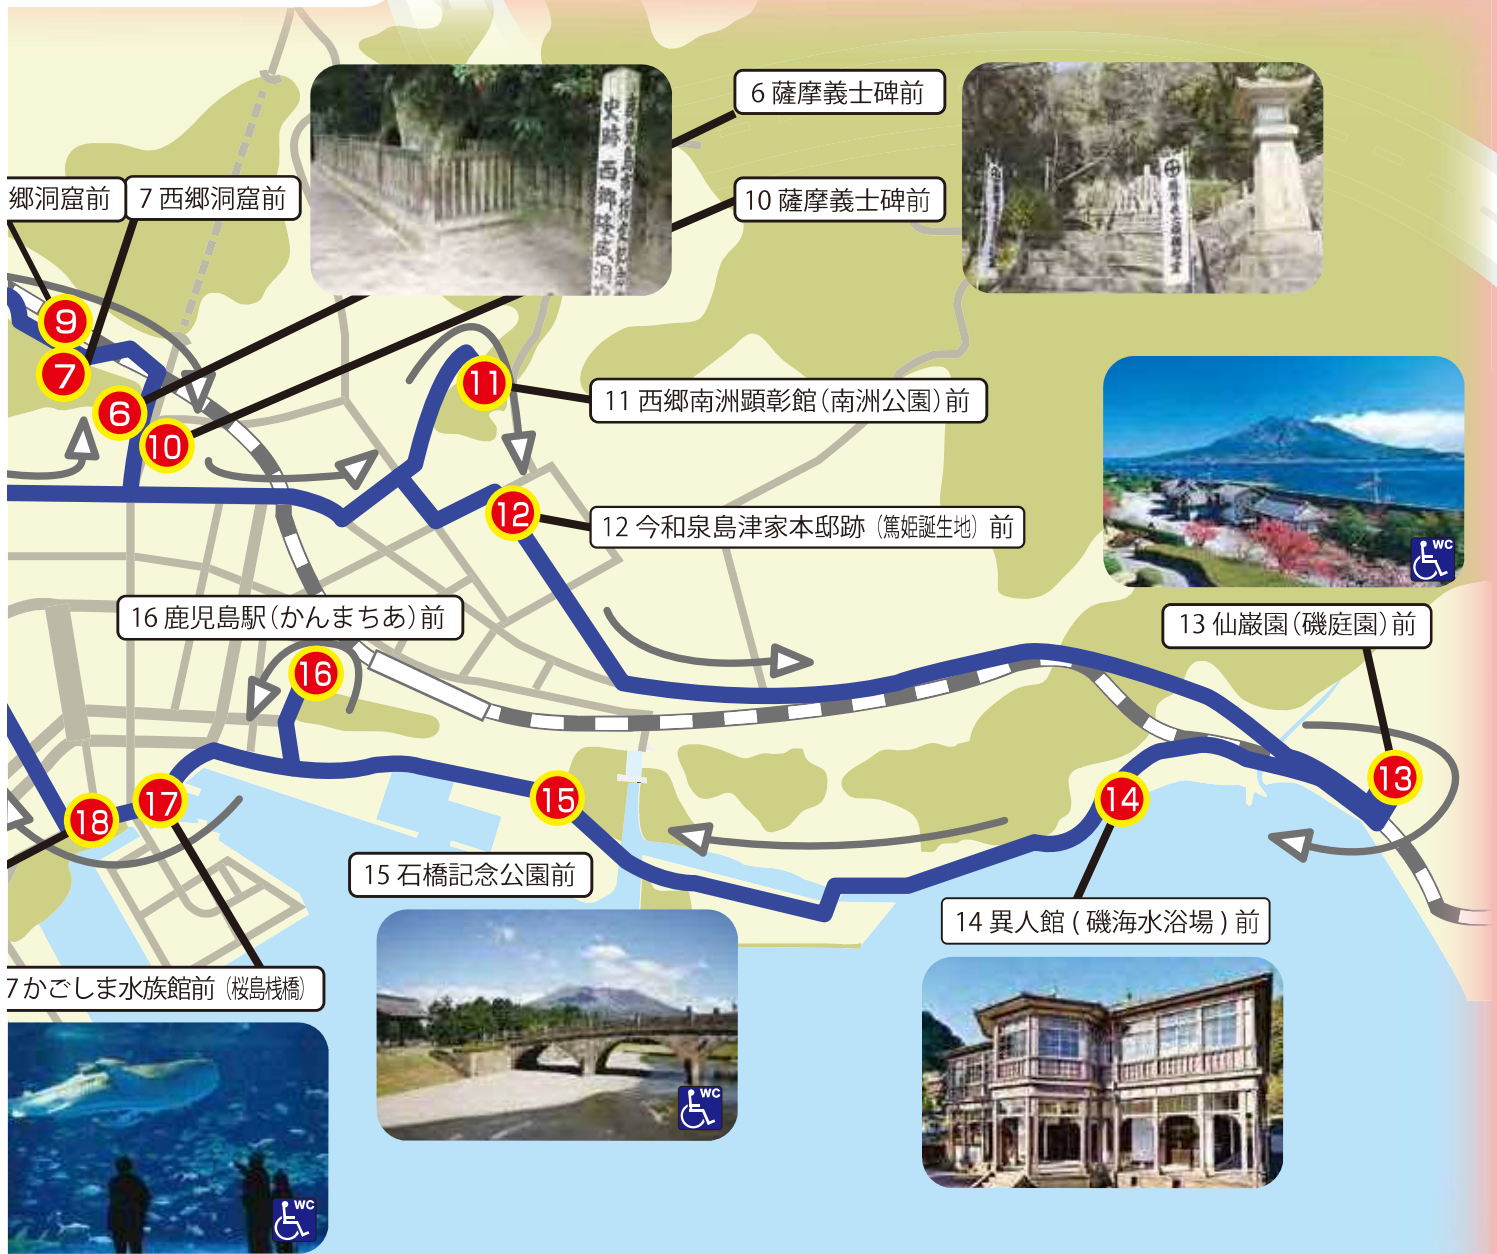 6 薩摩義士碑前
史跡 西郷
郷洞窟前
7 西郷洞窟前
10 薩摩義士碑前
9
7
6
10
11
11 西郷南洲顕彰館(南洲公園)前
12
12 今和泉島津家本邸跡(篤姫誕生地)前
WC
16 鹿児島駅(かんまちあ)前
13 仙巌園(磯庭園)前
16
13
14
15
17
18
15 石橋記念公園前
14 異人館(磯海水浴場)前
7 かごしま水族館前(桜島桟橋)
WC
WC